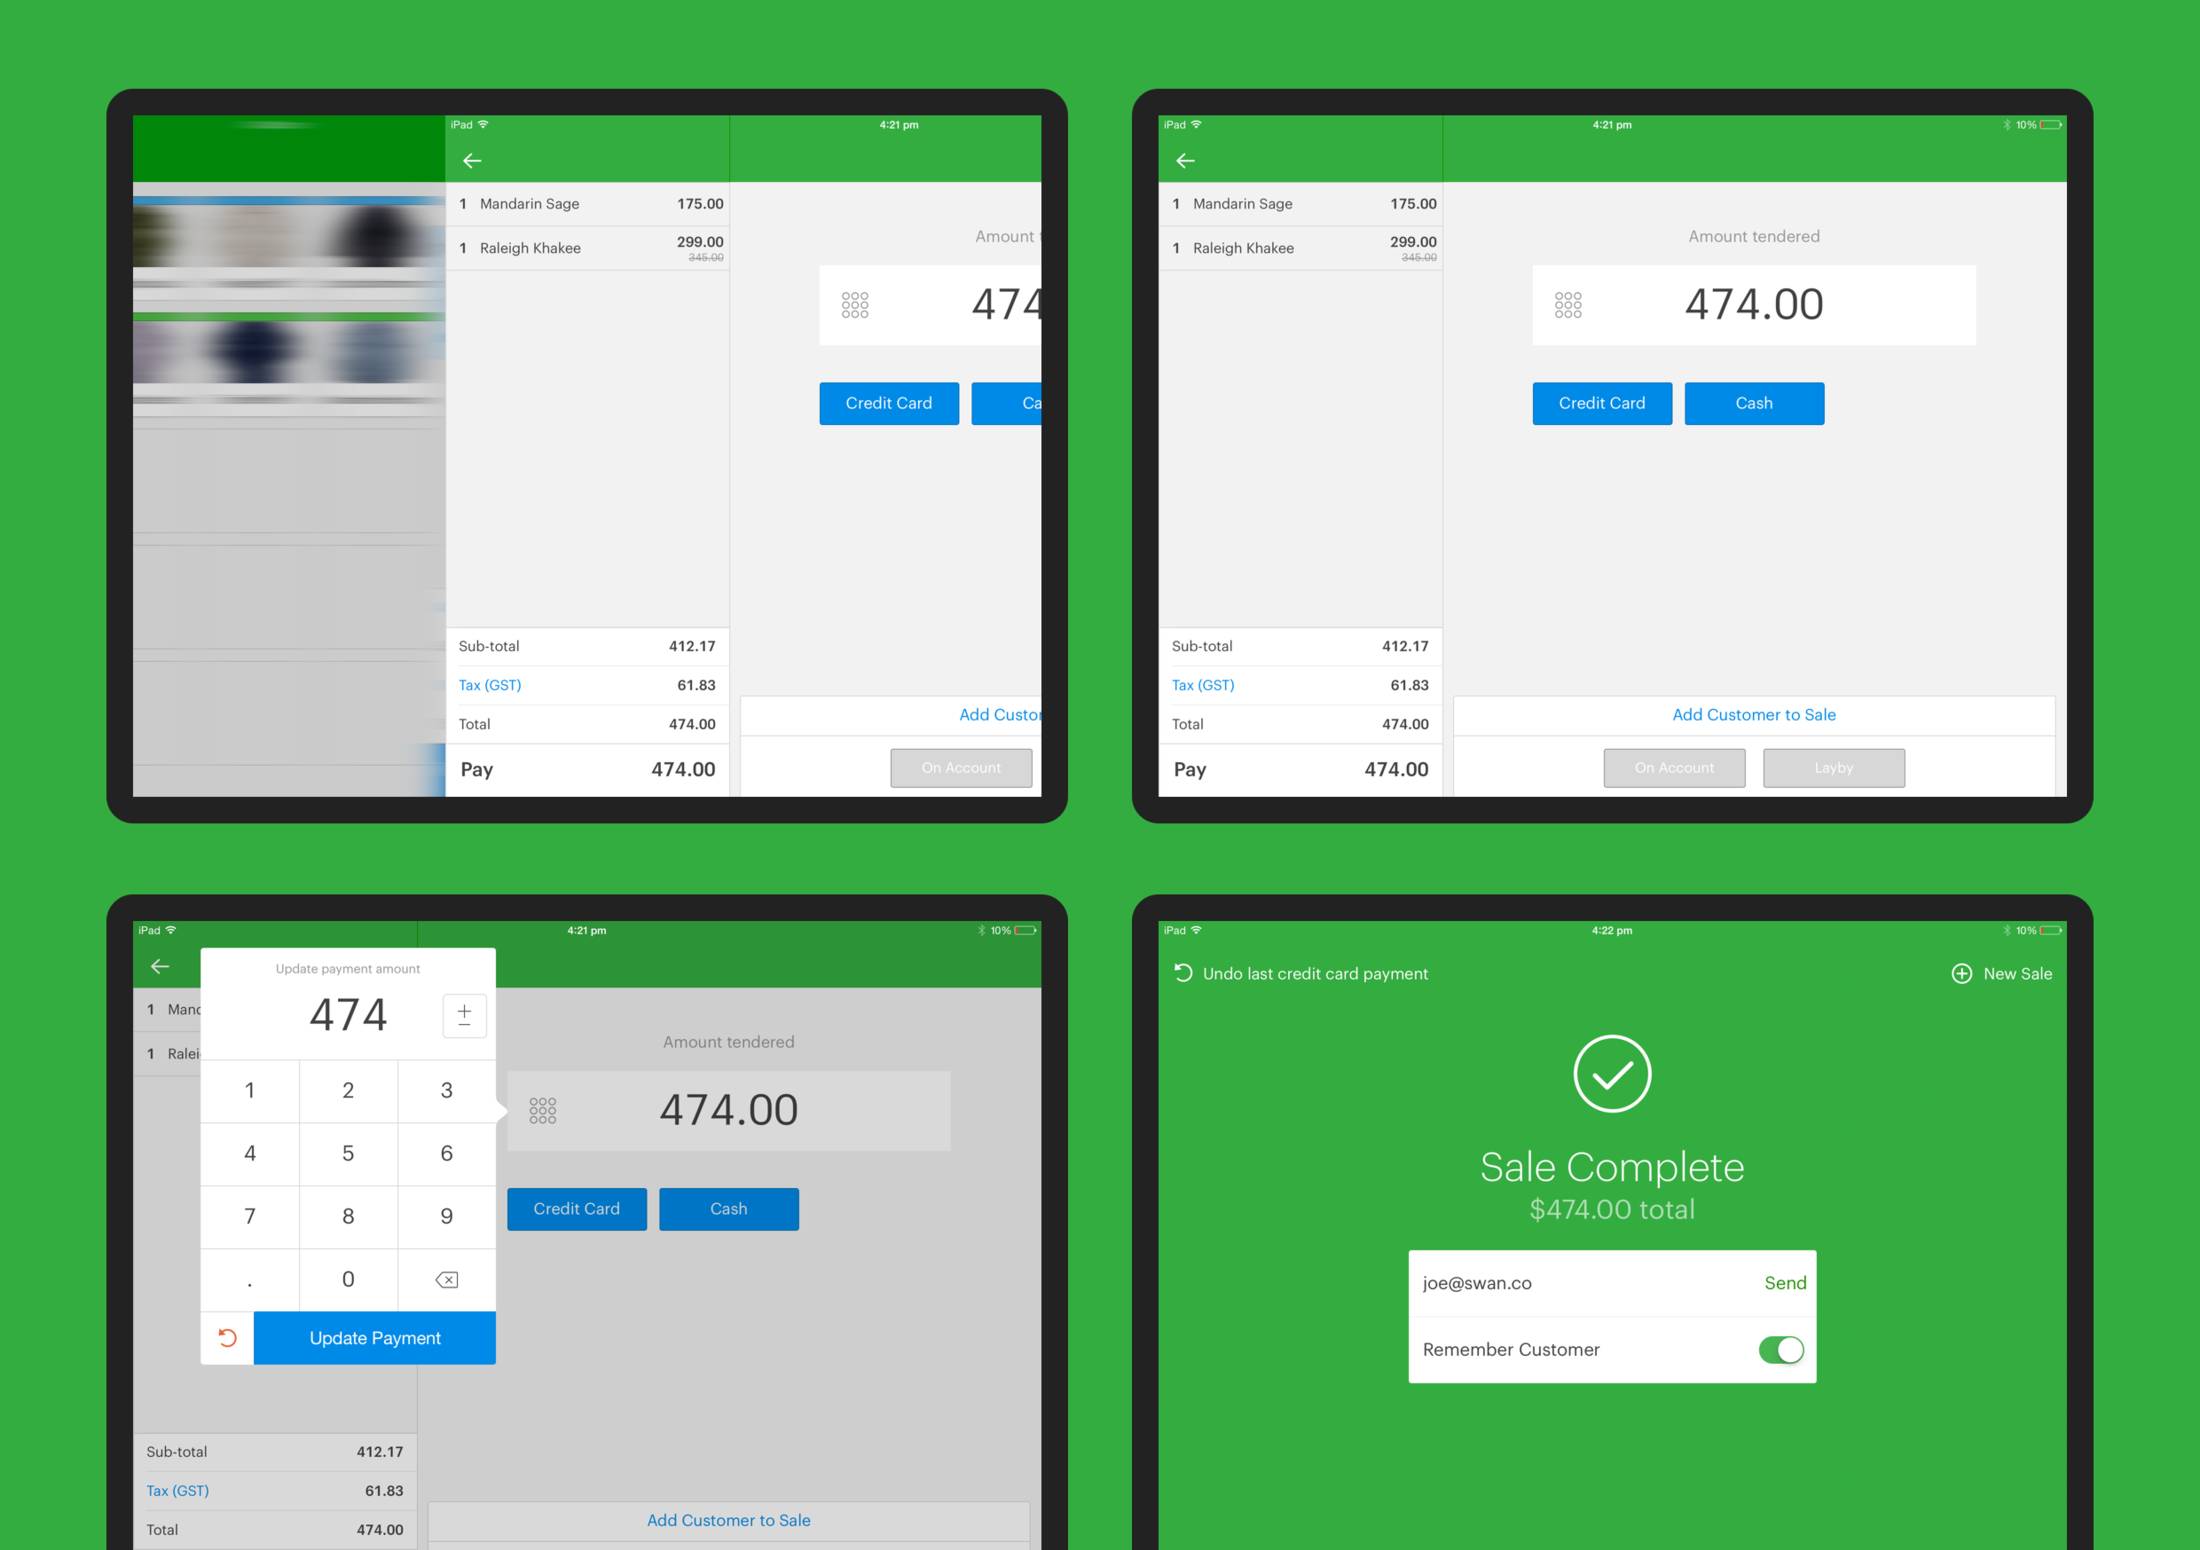 iPad
4:21 pm
1 Mandarin Sage 175.00
1 Raleigh Khakee 299.00
345.00
Amount
474
Credit Card Ca
Sub-total 412.17
Tax (GST) 61.83
Total 474.00
Pay 474.00
Add Custo
On Account
iPad
4:21 pm
10%
1 Mandarin Sage 175.00
1 Raleigh Khakee 299.00
345.00
Amount tendered
474.00
Credit Card Cash
Sub-total 412.17
Tax (GST) 61.83
Total 474.00
Pay 474.00
Add Customer to Sale
On Account Layby
iPad
4:21 pm
10%
1 Mand
1 Ralei
Update payment amount
474
+
−
1 2 3
4 5 6
7 8 9
. 0
Update Payment
Amount tendered
474.00
Credit Card Cash
Sub-total 412.17
Tax (GST) 61.83
Total 474.00
Add Customer to Sale
iPad
4:22 pm
10%
Undo last credit card payment
New Sale
Sale Complete
$474.00 total
joe@swan.co Send
Remember Customer